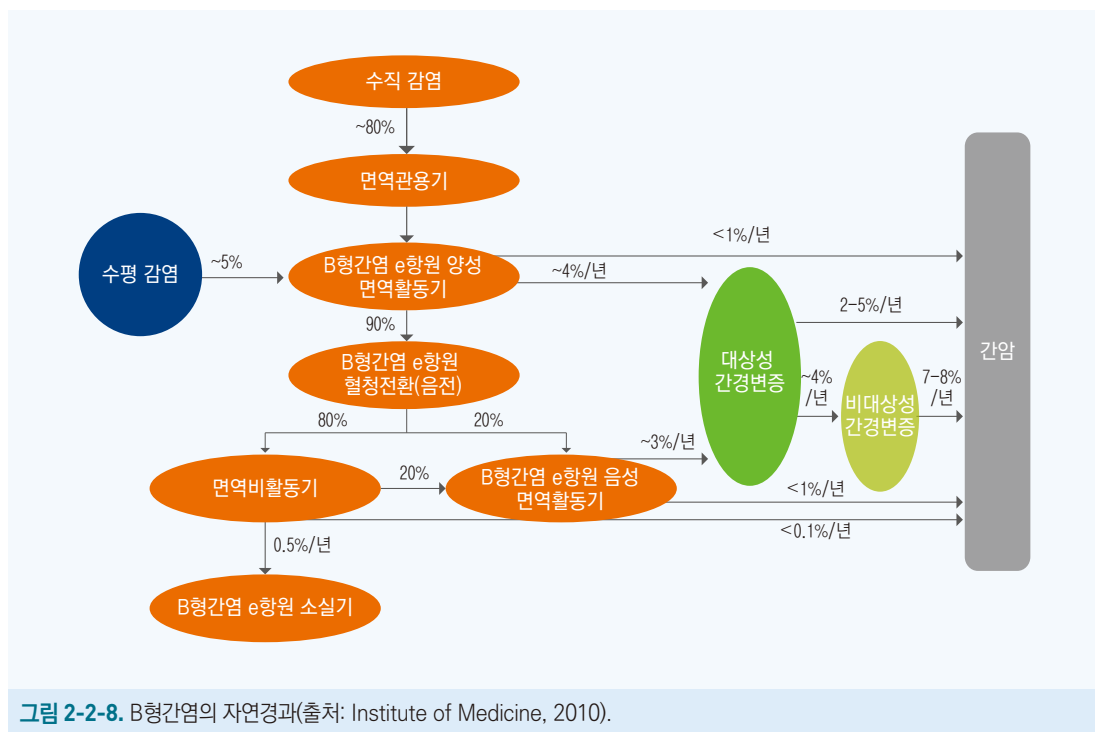 수직 감염
~80%
면역관용기
수평 감염
~5%
B형간염 e항원 양성
면역활동기
<1%/년
~4%/년
90%
B형간염 e항원
혈청전환(음전)
대상성
간경변증
2-5%/년
~4%
/년
비대상성
간경변증
7-8%
/년
간암
80%
20%
~3%/년
면역비활동기
20%
B형간염 e항원 음성
면역활동기
<1%/년
<0.1%/년
0.5%/년
B형간염 e항원 소실기
그림 2-2-8. B형간염의 자연경과(출처: Institute of Medicine, 2010).